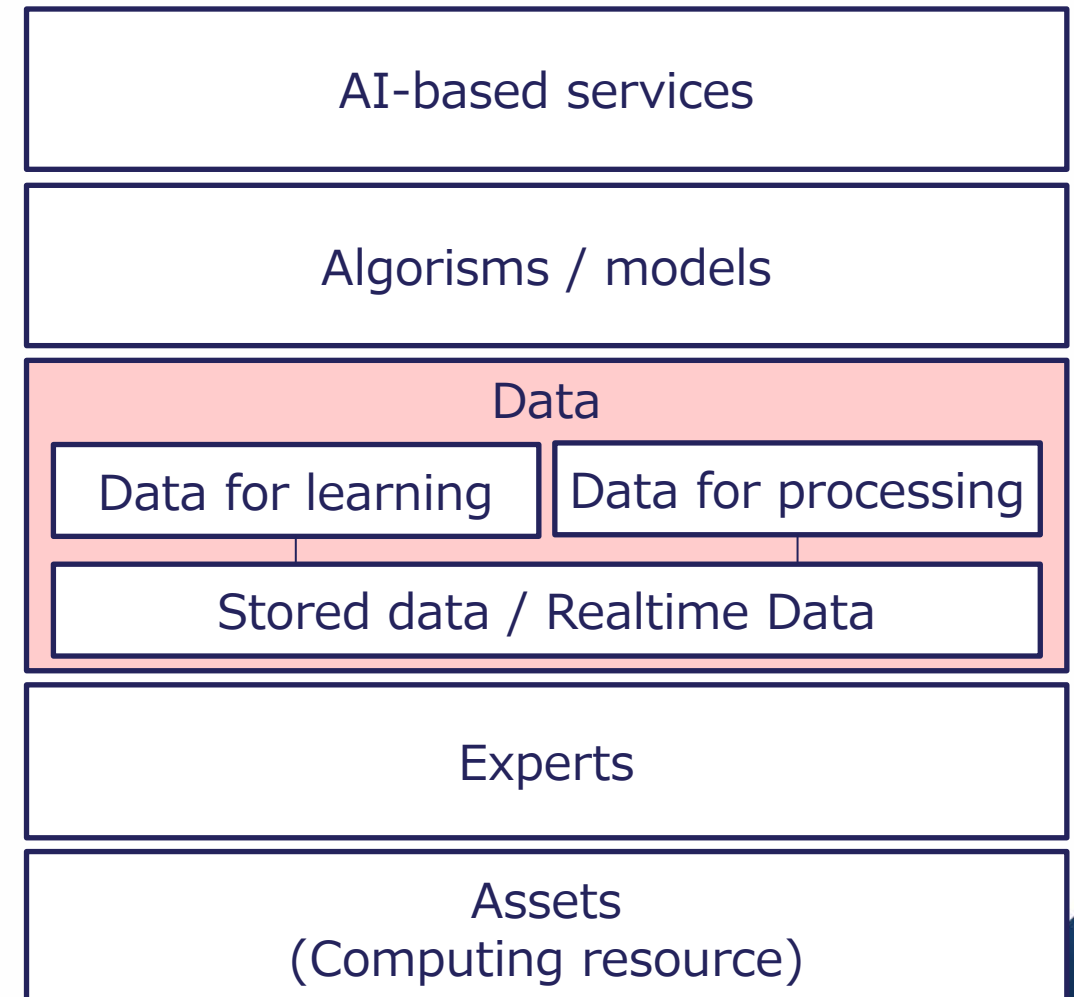 AI-based services
Algorisms / models
Data
Data for learning
Data for processing
Stored data / Realtime Data
Experts
Assets
(Computing resource)